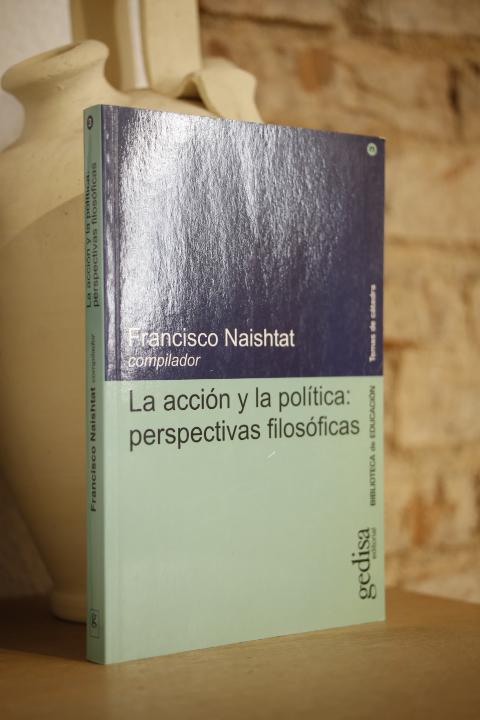 Francisco Naishtat
compilador
La acción y la política:
perspectivas filosóficas
Temas de cátedra
BIBLIOTECA de EDUCACIÓN
gedisa
editorial
La acción y la política:
perspectivas filosóficas
Francisco Naishtat compilador